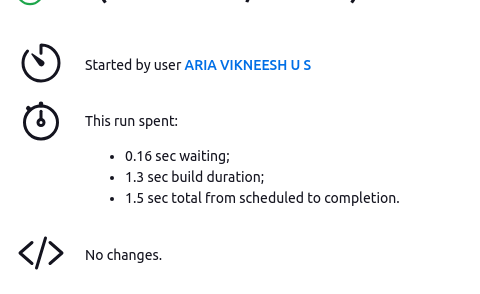 Started by user ARIA VIKNEESH U S
This run spent:
• 0.16 sec waiting;
• 1.3 sec build duration;
• 1.5 sec total from scheduled to completion.
No changes.